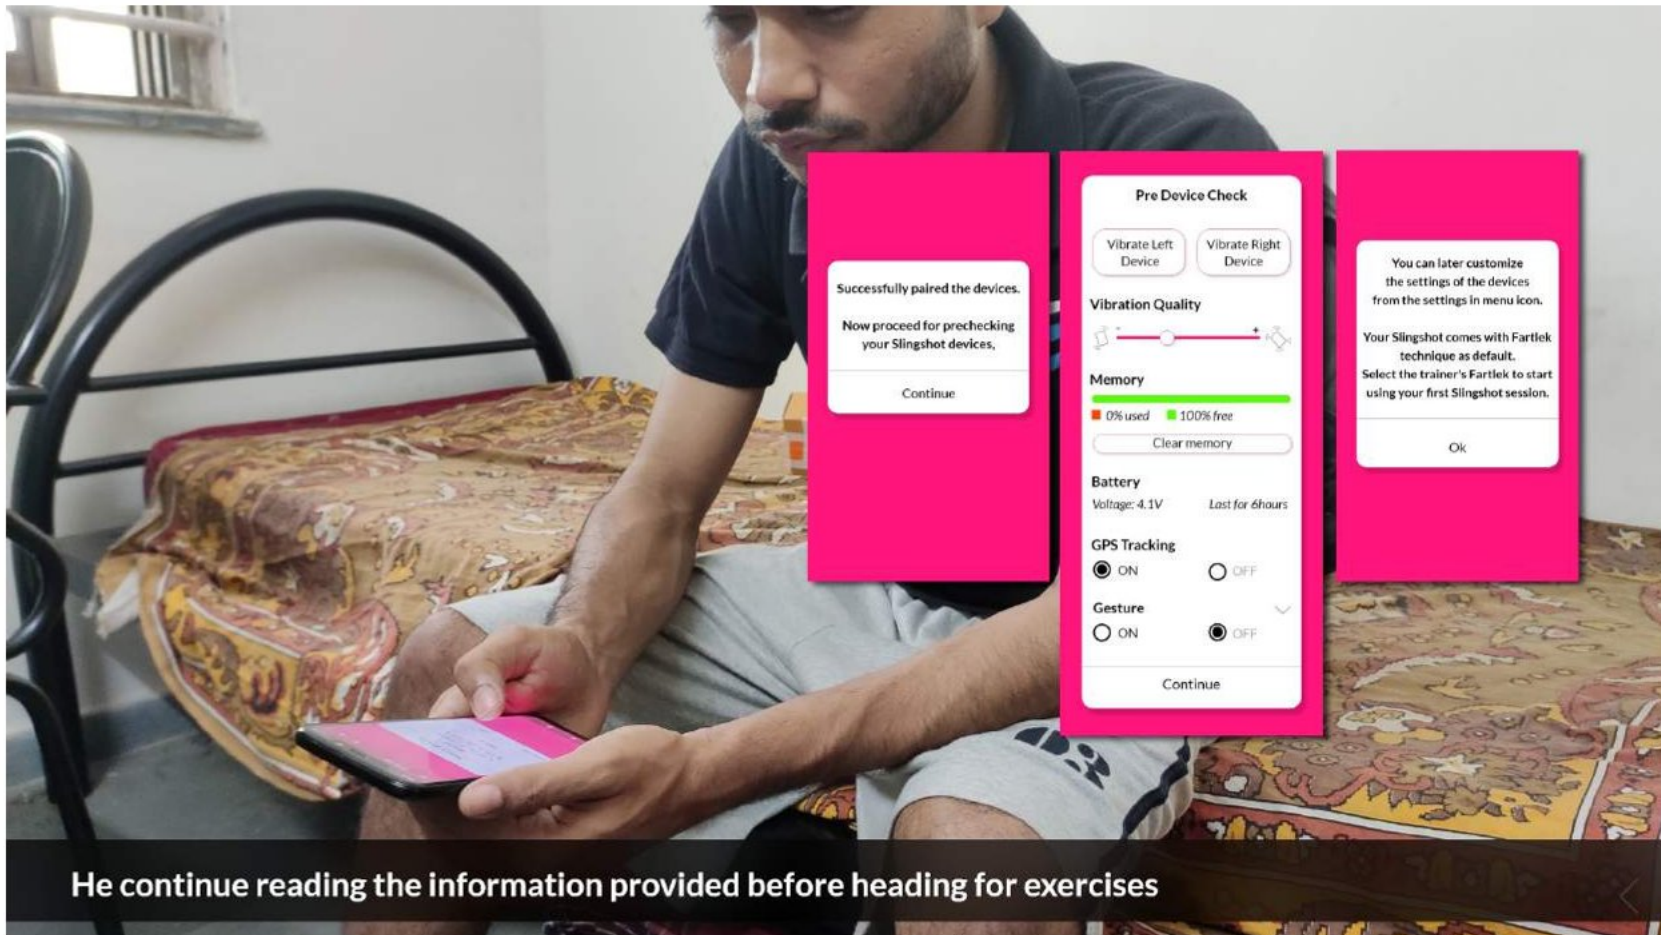 Successfully paired the devices.
Now proceed for prechecking
your Slingshot devices,
Continue
Pre Device Check
Vibrate Left
Device
Vibrate Right
Device
Vibration Quality
-
+
Memory
0% used
100% free
Clear memory
Battery
Voltage: 4.1V
Last for 6hours
GPS Tracking
ON
OFF
Gesture
ON
OFF
Continue
You can later customize
the settings of the devices
from the settings in menu icon.
Your Slingshot comes with Fartlek
technique as default.
Select the trainer's Fartlek to start
using your first Slingshot session.
Ok
He continue reading the information provided before heading for exercises